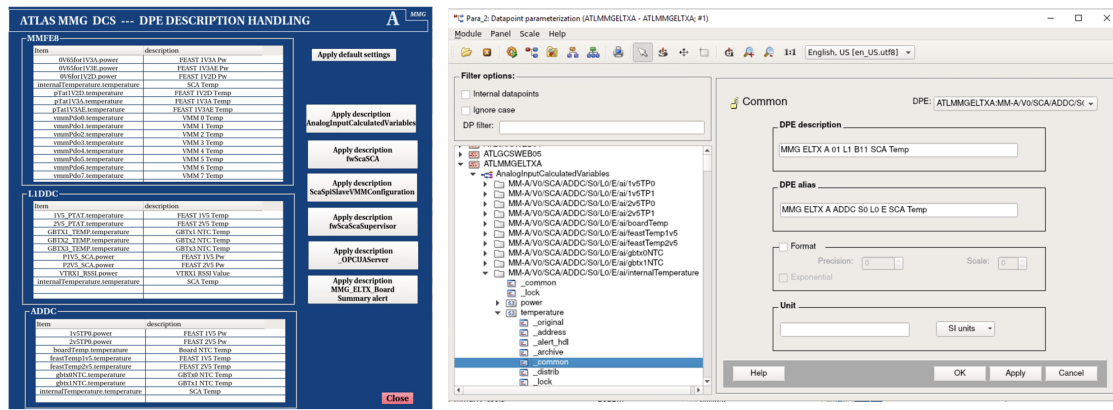 ATLAS MMG DCS --- DPE DESCRIPTION HANDLING
A MMG
MMFE8
Item description
0V65for1V3A.power FEAST 1V3A Pw
0V65for1V3E.power FEAST 1V3AE Pw
0V6for1V2D.power FEAST 1V2D Pw
internalTemperature.temperature SCA Temp
pTat1V2D.temperature FEAST 1V2D Temp
pTat1V3A.temperature FEAST 1V3A Temp
pTat1V3AE.temperature FEAST 1V3AE Temp
vmmPdo0.temperature VMM 0 Temp
vmmPdo1.temperature VMM 1 Temp
vmmPdo2.temperature VMM 2 Temp
vmmPdo3.temperature VMM 3 Temp
vmmPdo4.temperature VMM 4 Temp
vmmPdo5.temperature VMM 5 Temp
vmmPdo6.temperature VMM 6 Temp
vmmPdo7.temperature VMM 7 Temp
L1DDC
Item description
1V5_PTAT.temperature FEAST 1V5 Temp
2V5_PTAT.temperature FEAST 2V5 Temp
GBTX1_TEMP.temperature GBTx1 NTC Temp
GBTX2_TEMP.temperature GBTx2 NTC Temp
GBTX3_TEMP.temperature GBTx3 NTC Temp
P1V5_SCA.power FEAST 1V5 Pw
P2V5_SCA.power FEAST 2V5 Pw
VTRX1_RSSI.power VTRX1 RSSI Value
internalTemperature.temperature SCA Temp
ADDC
Item description
1v5TP0.power FEAST 1V5 Pw
2v5TP0.power FEAST 2V5 Pw
boardTemp.temperature Board NTC Temp
feastTemp1v5.temperature FEAST 1V5 Temp
feastTemp2v5.temperature FEAST 2V5 Temp
gbtx0NTC.temperature GBTx0 NTC Temp
gbtx1NTC.temperature GBTx1 NTC Temp
internalTemperature.temperature SCA Temp
Apply default settings
Apply description
AnalogInputCalculatedVariables
Apply description
fwScaSCA
Apply description
ScaSpiSlaveVMMConfiguration
Apply description
fwScaScaSupervisor
Apply description
_OPCUAServer
Apply description
MMG_ELTX_Board
Summary alert
Close
Para_2: Datapoint parameterization (ATLMMGELTXA - ATLMMGELTXA; #1)
Module Panel Scale Help
1:1 English, US [en_US.utf8]
Filter options:
Internal datapoints
Ignore case
DP filter:
ATLGCSWEB05
ATLMMGELTXA
AnalogInputCalculatedVariables
MM-A/V0/SCA/ADDC/S0/L0/E/ai/1v5TP0
MM-A/V0/SCA/ADDC/S0/L0/E/ai/1v5TP1
MM-A/V0/SCA/ADDC/S0/L0/E/ai/2v5TP0
MM-A/V0/SCA/ADDC/S0/L0/E/ai/2v5TP1
MM-A/V0/SCA/ADDC/S0/L0/E/ai/boardTemp
MM-A/V0/SCA/ADDC/S0/L0/E/ai/feastTemp1v5
MM-A/V0/SCA/ADDC/S0/L0/E/ai/feastTemp2v5
MM-A/V0/SCA/ADDC/S0/L0/E/ai/gbtx0NTC
MM-A/V0/SCA/ADDC/S0/L0/E/ai/gbtx1NTC
MM-A/V0/SCA/ADDC/S0/L0/E/ai/internalTemperature
_common
_lock
power
temperature
_original
_address
_alert_hdl
_archive
_common
_distrib
_lock
Common
DPE: ATLMMGELTXA:MM-A/V0/SCA/ADDC/S(
DPE description
MMG ELTX A 01 L1 B11 SCA Temp
DPE alias
MMG ELTX A ADDC S0 L0 E SCA Temp
Format
Precision: 0 Scale: 0
Exponential
Unit
SI units
Help OK Apply Cancel